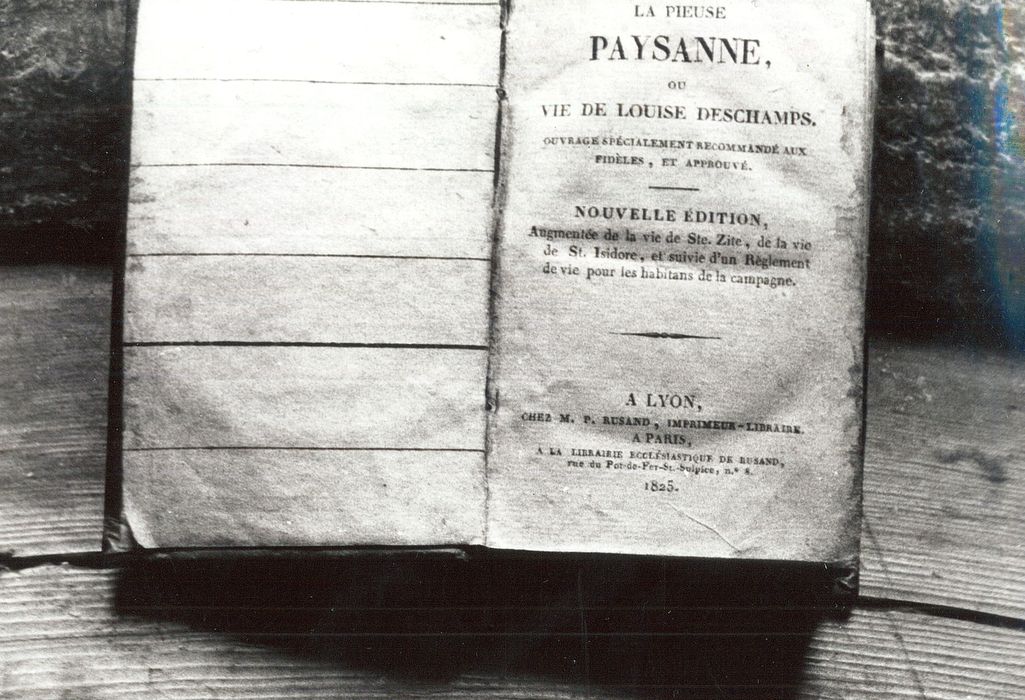 LA PIEUSE
PAYSANNE,
OU
VIE DE LOUISE DESCHAMPS.
OUVRAGE SPÉCIALEMENT RECOMMANDÉ AUX
FIDÈLES, ET APPROUVÉ.
NOUVELLE ÉDITION,
Augmentée de la vie de Ste. Zite, de la vie
de St. Isidore, et suivie d'un Règlement
de vie pour les habitans de la campagne.
A LYON,
CHEZ M. P. RUSAND, IMPRIMEUR-LIBRAIRE.
A PARIS,
A LA LIBRAIRIE ECCLÉSIASTIQUE DE RUSAND,
rue du Pot-de-Fer-St.-Sulpice, n.º 8.
1825.